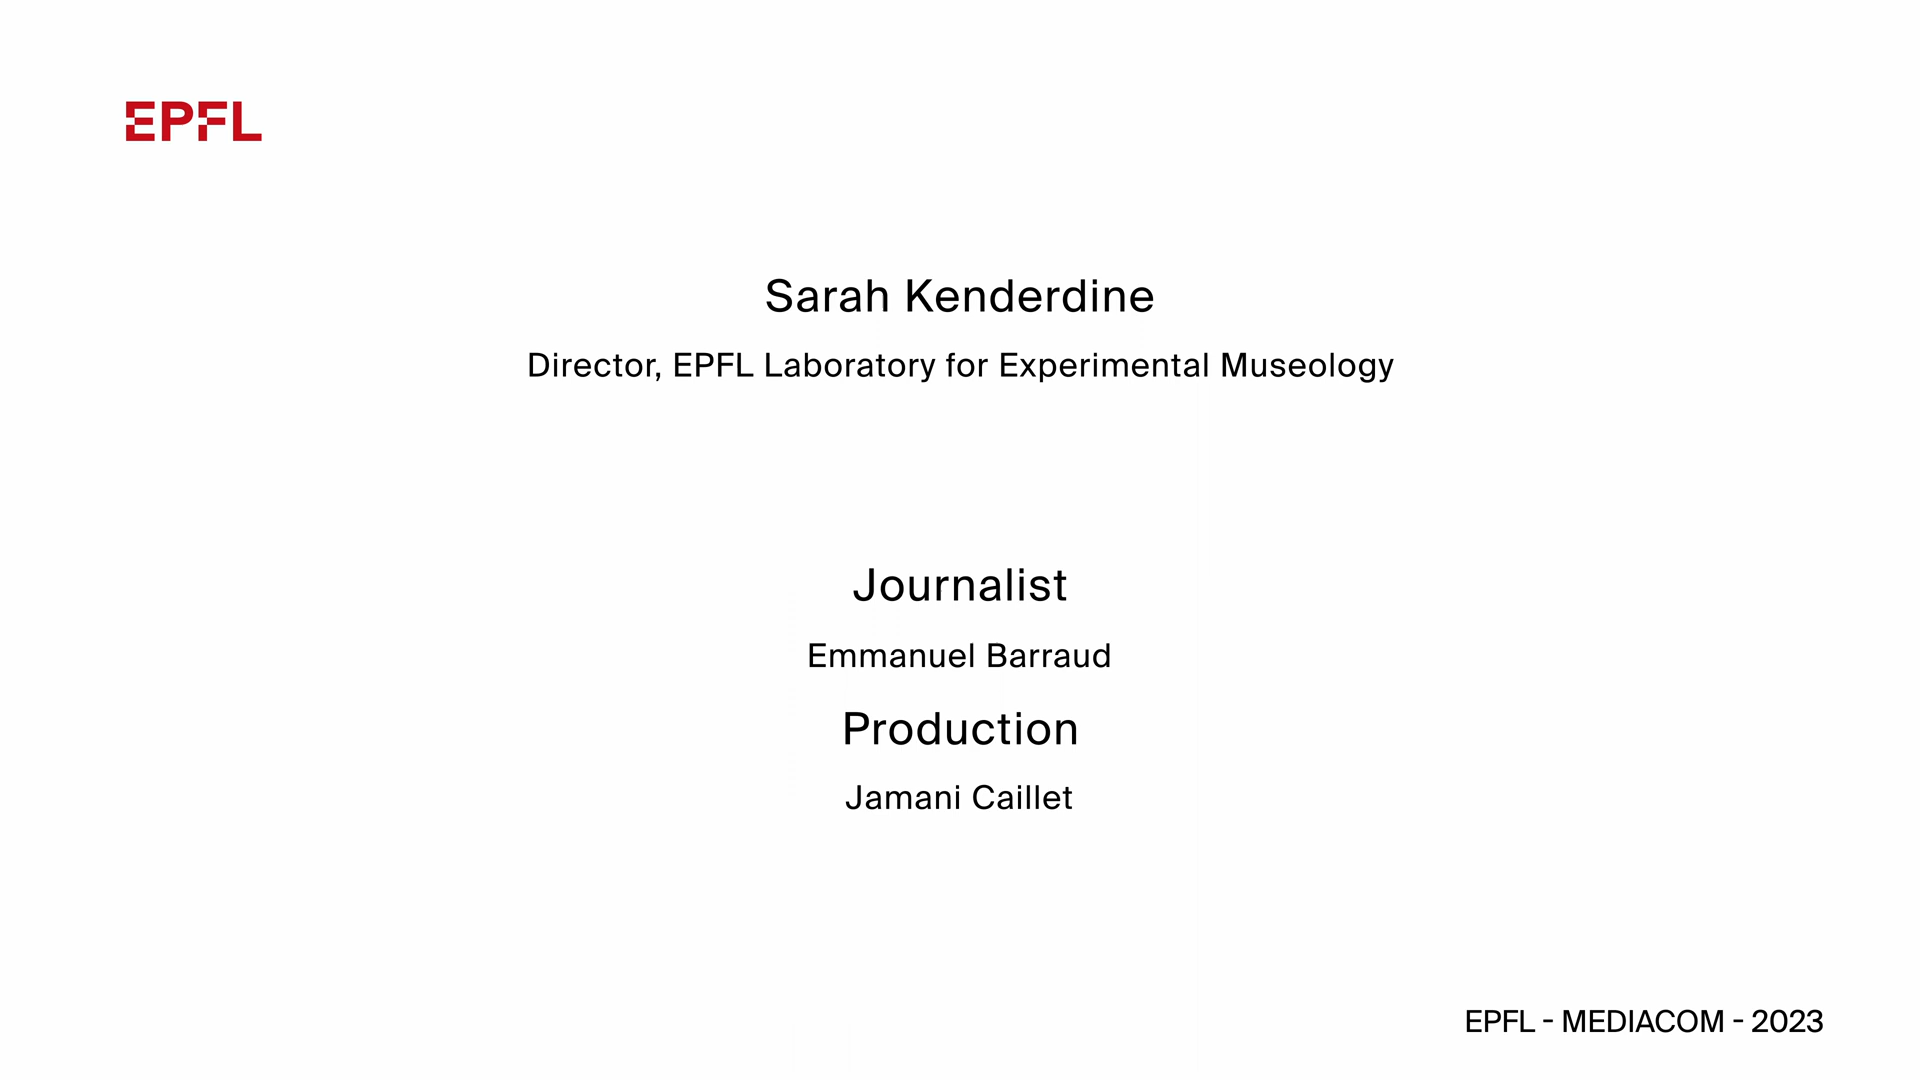 EPFL
Sarah Kenderdine
Director, EPFL Laboratory for Experimental Museology
Journalist
Emmanuel Barraud
Production
Jamani Caillet
EPFL - MEDIACOM - 2023